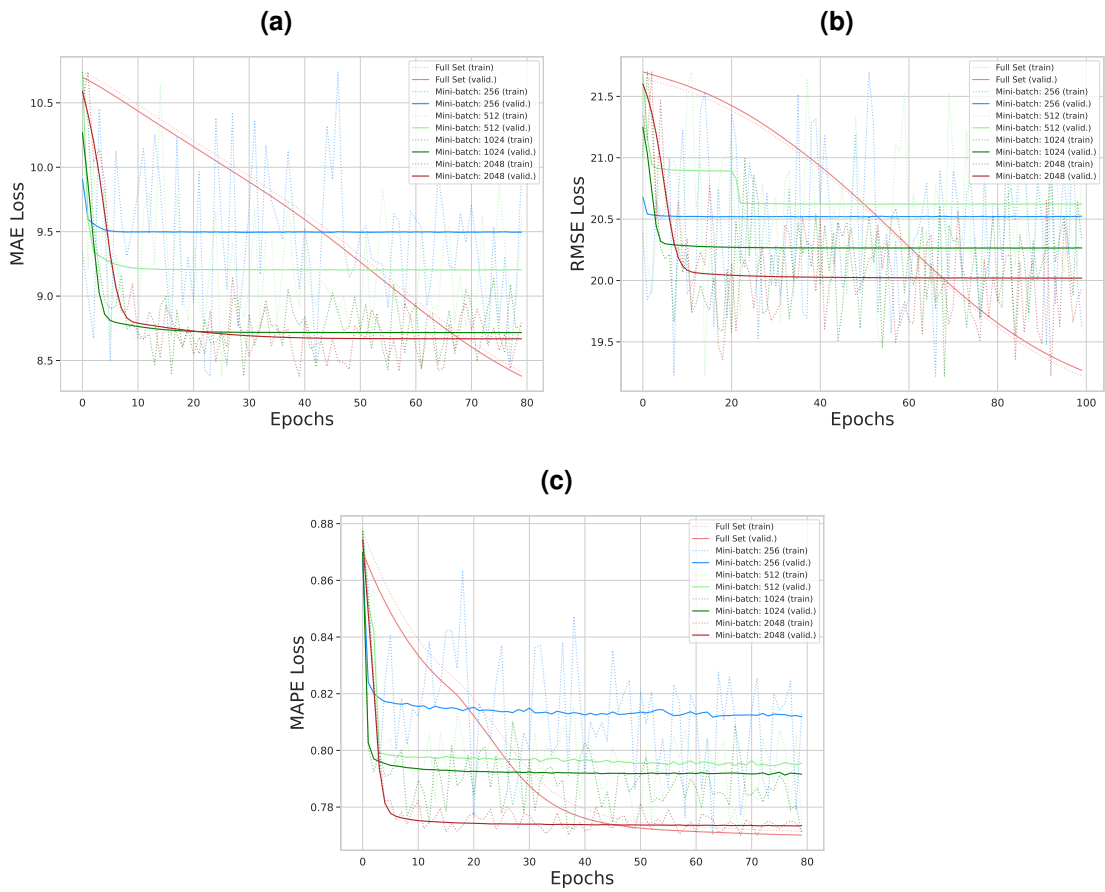 (a)
MAE Loss
10.5
10.0
9.5
9.0
8.5
0 10 20 30 40 50 60 70 80
Epochs
Full Set (train)
Full Set (valid.)
Mini-batch: 256 (train)
Mini-batch: 256 (valid.)
Mini-batch: 512 (train)
Mini-batch: 512 (valid.)
Mini-batch: 1024 (train)
Mini-batch: 1024 (valid.)
Mini-batch: 2048 (train)
Mini-batch: 2048 (valid.)
(b)
RMSE Loss
21.5
21.0
20.5
20.0
19.5
0 20 40 60 80 100
Epochs
Full Set (train)
Full Set (valid.)
Mini-batch: 256 (train)
Mini-batch: 256 (valid.)
Mini-batch: 512 (train)
Mini-batch: 512 (valid.)
Mini-batch: 1024 (train)
Mini-batch: 1024 (valid.)
Mini-batch: 2048 (train)
Mini-batch: 2048 (valid.)
(c)
MAPE Loss
0.88
0.86
0.84
0.82
0.80
0.78
0 10 20 30 40 50 60 70 80
Epochs
Full Set (train)
Full Set (valid.)
Mini-batch: 256 (train)
Mini-batch: 256 (valid.)
Mini-batch: 512 (train)
Mini-batch: 512 (valid.)
Mini-batch: 1024 (train)
Mini-batch: 1024 (valid.)
Mini-batch: 2048 (train)
Mini-batch: 2048 (valid.)